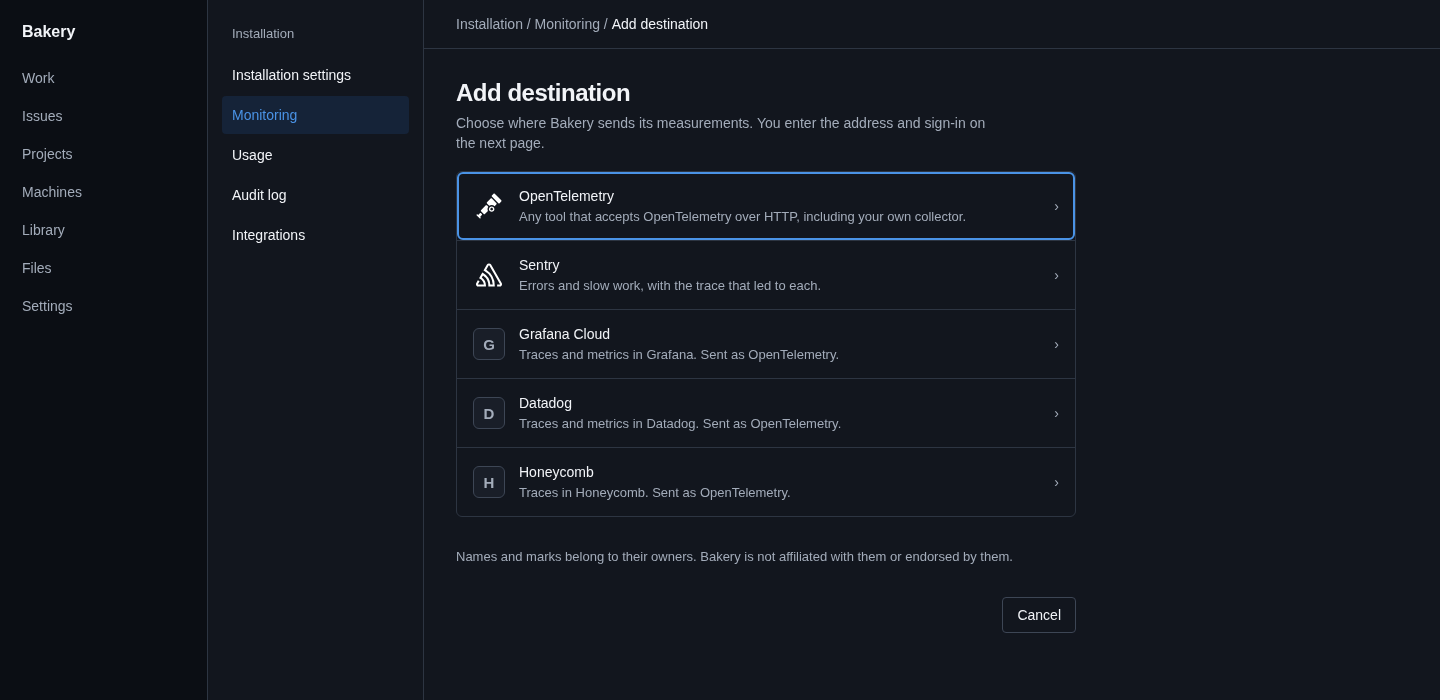 Bakery
Work
Issues
Projects
Machines
Library
Files
Settings
Installation
Installation settings
Monitoring
Usage
Audit log
Integrations
Installation / Monitoring / Add destination
Add destination
Choose where Bakery sends its measurements. You enter the address and sign-in on
the next page.
OpenTelemetry
Any tool that accepts OpenTelemetry over HTTP, including your own collector.
Sentry
Errors and slow work, with the trace that led to each.
G
Grafana Cloud
Traces and metrics in Grafana. Sent as OpenTelemetry.
D
Datadog
Traces and metrics in Datadog. Sent as OpenTelemetry.
H
Honeycomb
Traces in Honeycomb. Sent as OpenTelemetry.
Names and marks belong to their owners. Bakery is not affiliated with them or endorsed by them.
Cancel